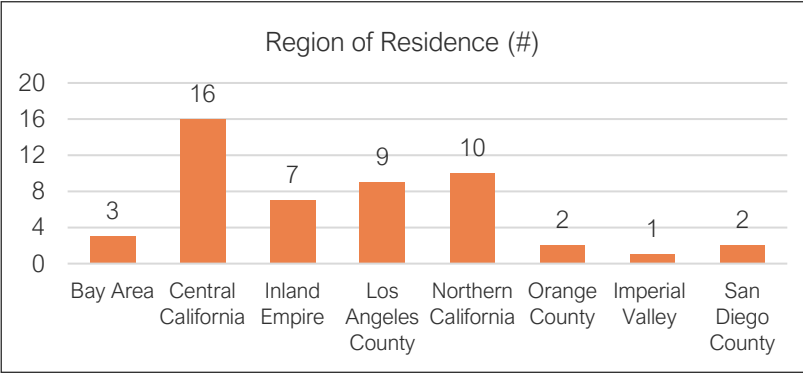 Region of Residence (#)
20
16
12
8
4
0
3
16
7
9
10
2
1
2
Bay Area
Central
California
Inland
Empire
Los
Angeles
County
Northern
California
Orange
County
Imperial
Valley
San
Diego
County